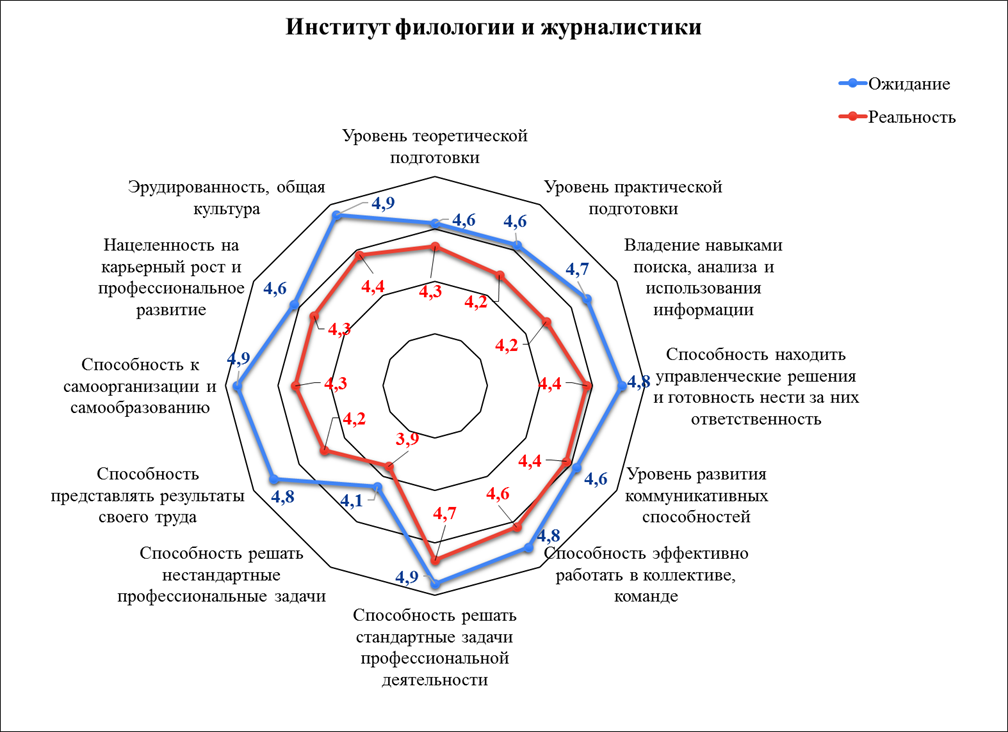 Институт филологии и журналистики
Ожидание
Реальность
Уровень теоретической
подготовки
Уровень практической
подготовки
Владение навыками
поиска, анализа и
использования
информации
Способность находить
управленческие решения
и готовность нести за них
ответственность
Уровень развития
коммуникативных
способностей
Способность эффективно
работать в коллективе,
команде
Способность решать
стандартные задачи
профессиональной
деятельности
Способность решать
нестандартные
профессиональные задачи
Способность
представлять результаты
своего труда
Способность к
самоорганизации и
самообразованию
Нацеленность на
карьерный рост и
профессиональное
развитие
Эрудированность, общая
культура
4,6
4,6
4,7
4,8
4,6
4,8
4,9
4,1
4,8
4,9
4,6
4,9
4,3
4,2
4,2
4,4
4,4
4,6
4,7
3,9
4,2
4,3
4,3
4,4